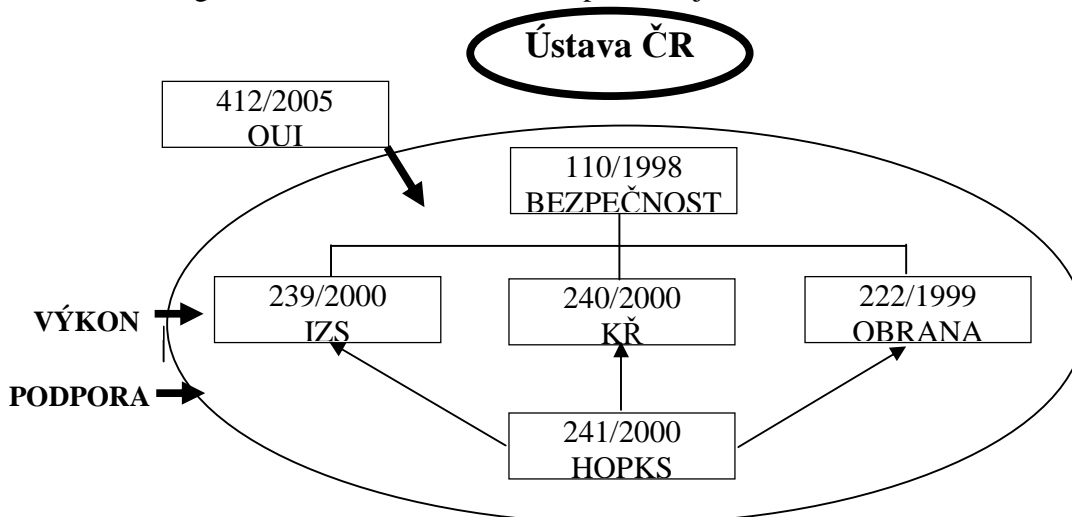 Ústava ČR
412/2005
OUI
110/1998
BEZPEČNOST
239/2000
IZS
240/2000
KŘ
222/1999
OBRANA
VÝKON
PODPORA
241/2000
HOPKS